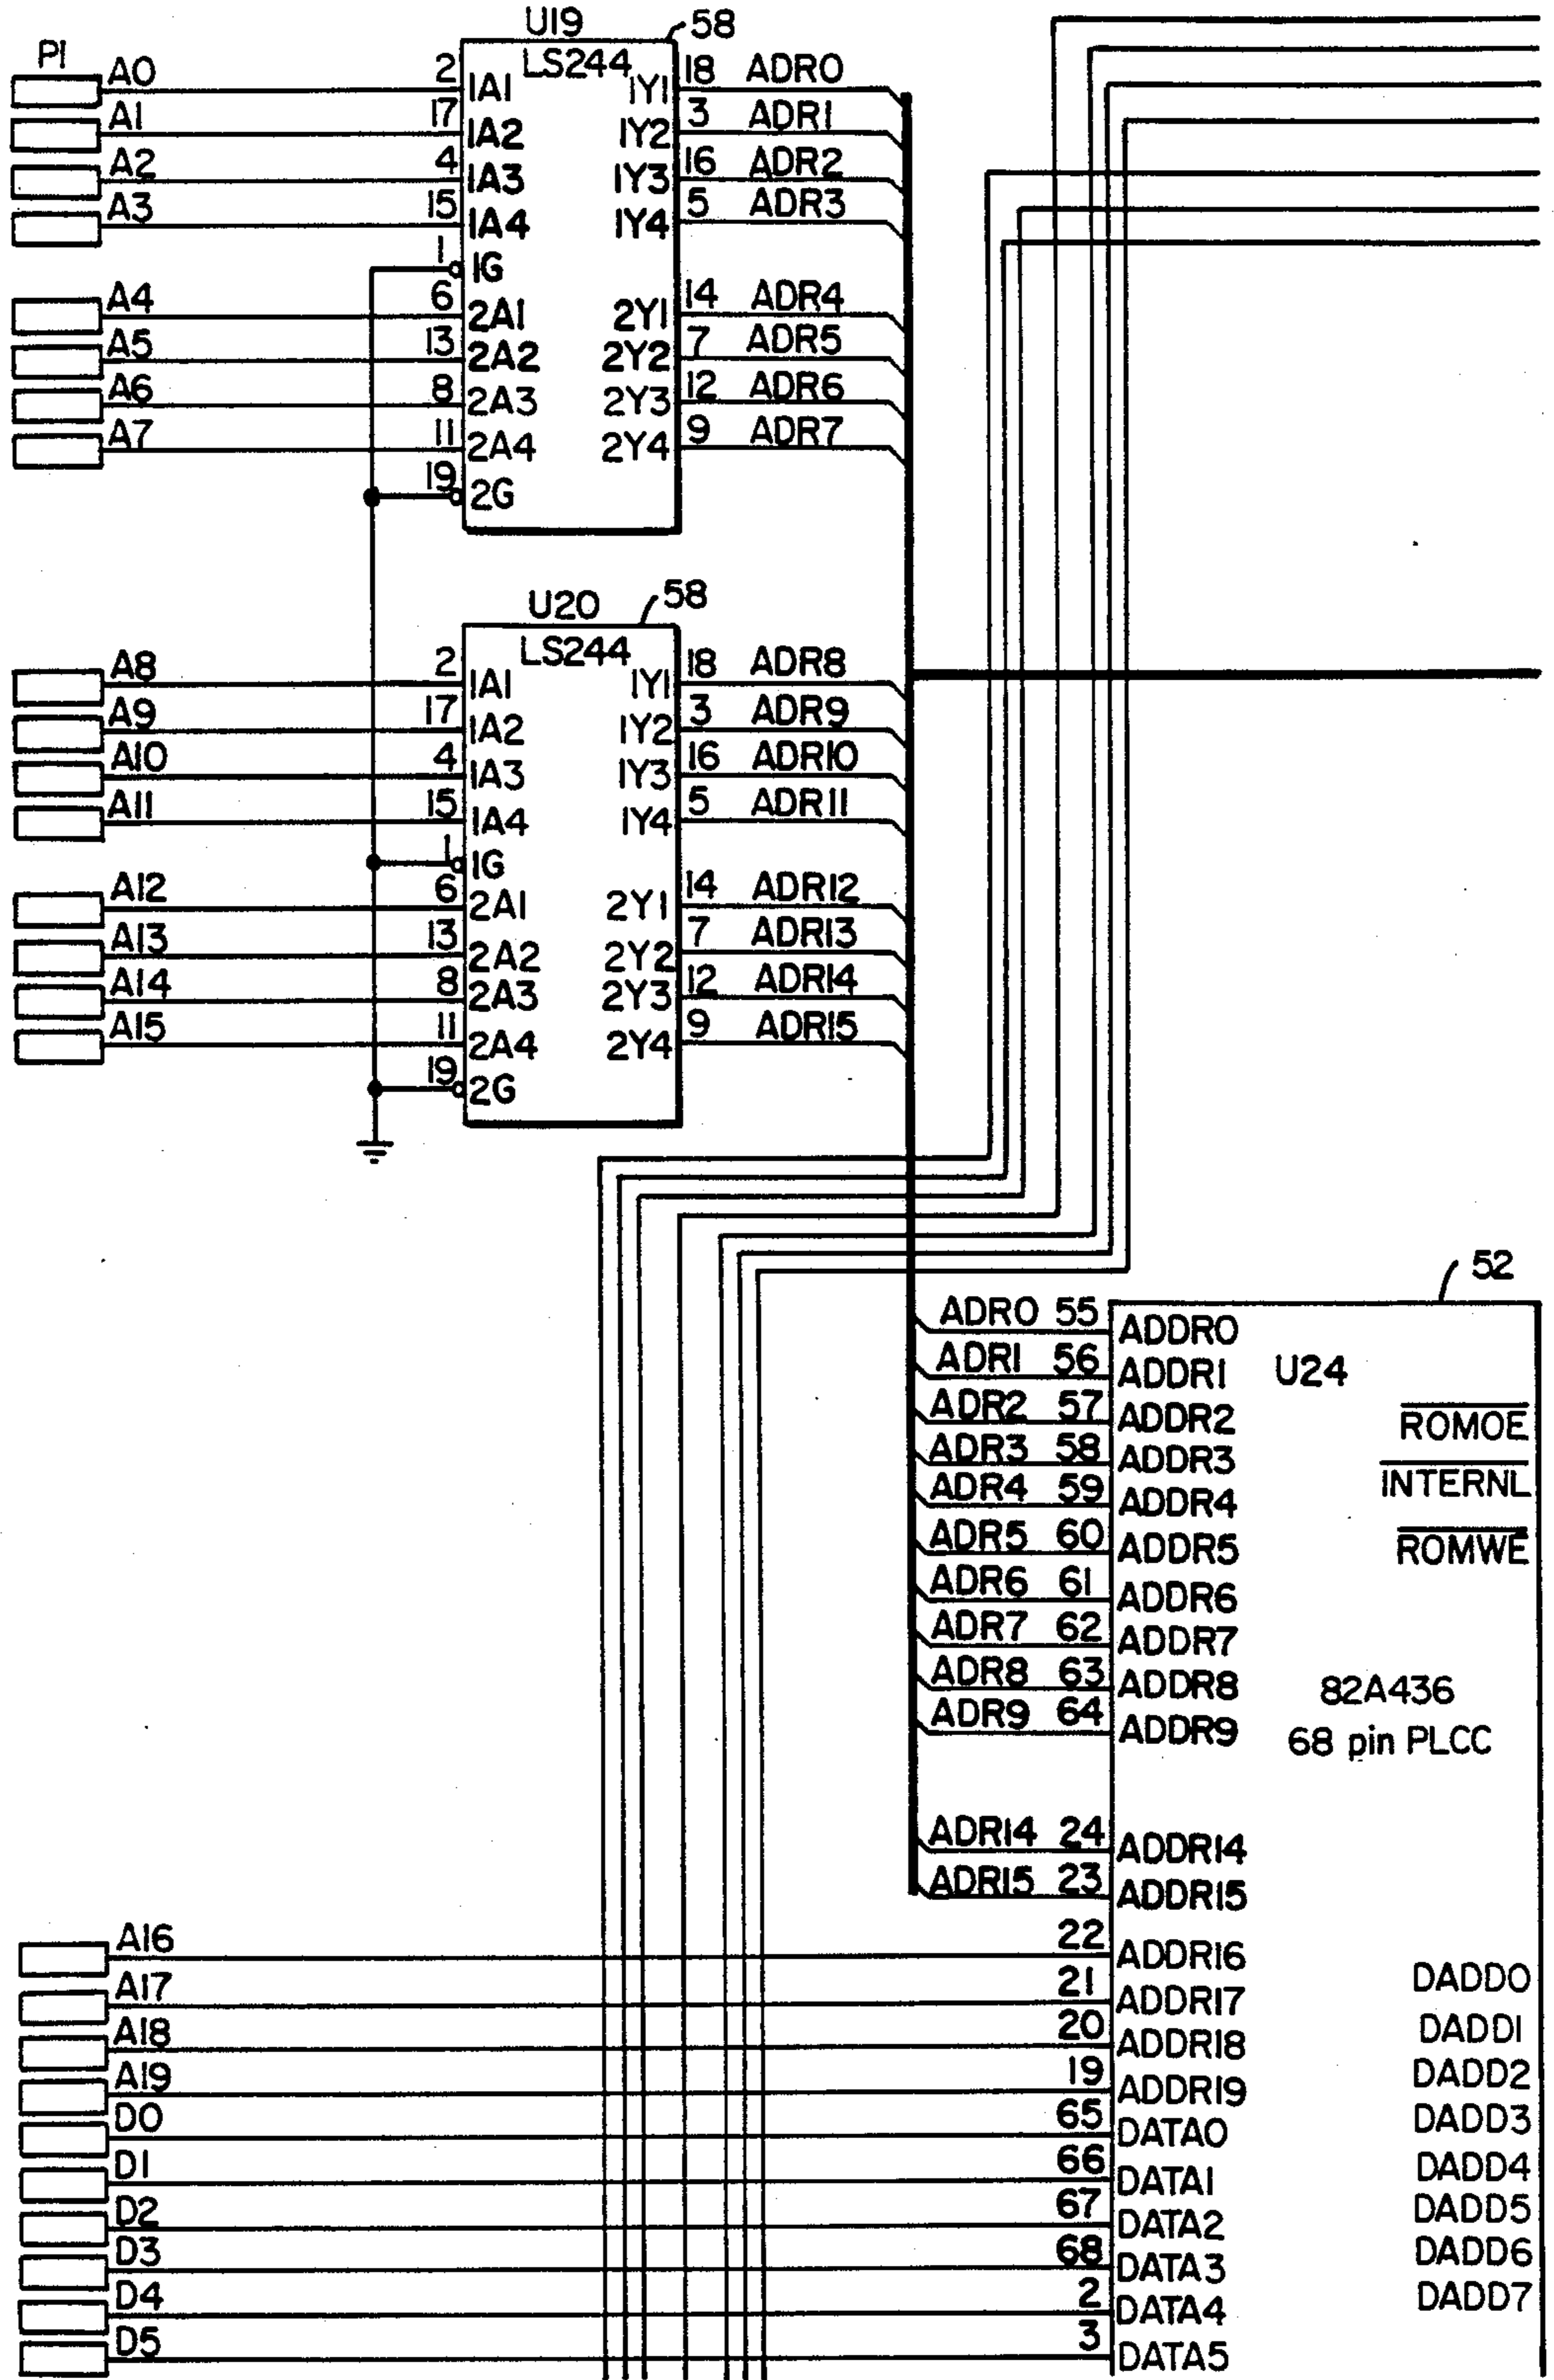 U19 58
P1 LS244
A0 2 1A1 1Y1 18 ADR0
A1 17 1A2 1Y2 3 ADR1
A2 4 1A3 1Y3 16 ADR2
A3 15 1A4 1Y4 5 ADR3
1 1G
A4 6 2A1 2Y1 14 ADR4
A5 13 2A2 2Y2 7 ADR5
A6 8 2A3 2Y3 12 ADR6
A7 11 2A4 2Y4 9 ADR7
19 2G
U20 58
LS244
A8 2 1A1 1Y1 18 ADR8
A9 17 1A2 1Y2 3 ADR9
A10 4 1A3 1Y3 16 ADR10
A11 15 1A4 1Y4 5 ADR11
1 1G
A12 6 2A1 2Y1 14 ADR12
A13 13 2A2 2Y2 7 ADR13
A14 8 2A3 2Y3 12 ADR14
A15 11 2A4 2Y4 9 ADR15
19 2G
52
ADR0 55 ADDR0
ADR1 56 ADDR1 U24
ADR2 57 ADDR2 ROMOE
ADR3 58 ADDR3
ADR4 59 ADDR4 INTERNL
ADR5 60 ADDR5 ROMWE
ADR6 61 ADDR6
ADR7 62 ADDR7
ADR8 63 ADDR8 82A436
ADR9 64 ADDR9 68 pin PLCC
ADR14 24 ADDR14
ADR15 23 ADDR15
A16 22 ADDR16
A17 21 ADDR17 DADD0
A18 20 ADDR18 DADD1
A19 19 ADDR19 DADD2
D0 65 DATA0 DADD3
D1 66 DATA1 DADD4
D2 67 DATA2 DADD5
D3 68 DATA3 DADD6
D4 2 DATA4 DADD7
D5 3 DATA5